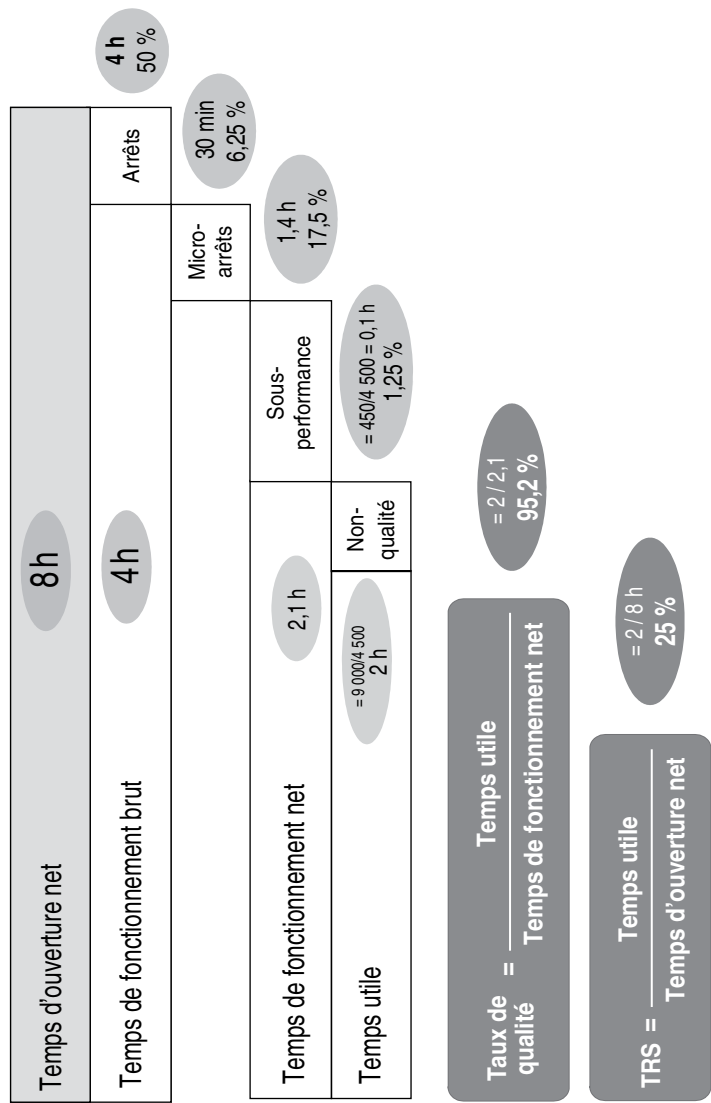 Temps d'ouverture net
8 h
Temps de fonctionnement brut
4 h
Arrêts
4 h
50 %
Micro-
arrêts
30 min
6,25 %
Temps de fonctionnement net
2,1 h
Sous-
performance
1,4 h
17,5 %
Temps utile
= 9 000/4 500
2 h
Non-
qualité
= 450/4 500 = 0,1 h
1,25 %
Taux de
qualité
=
Temps utile
Temps de fonctionnement net
= 2 / 2,1
95,2 %
TRS =
Temps utile
Temps d'ouverture net
= 2 / 8 h
25 %